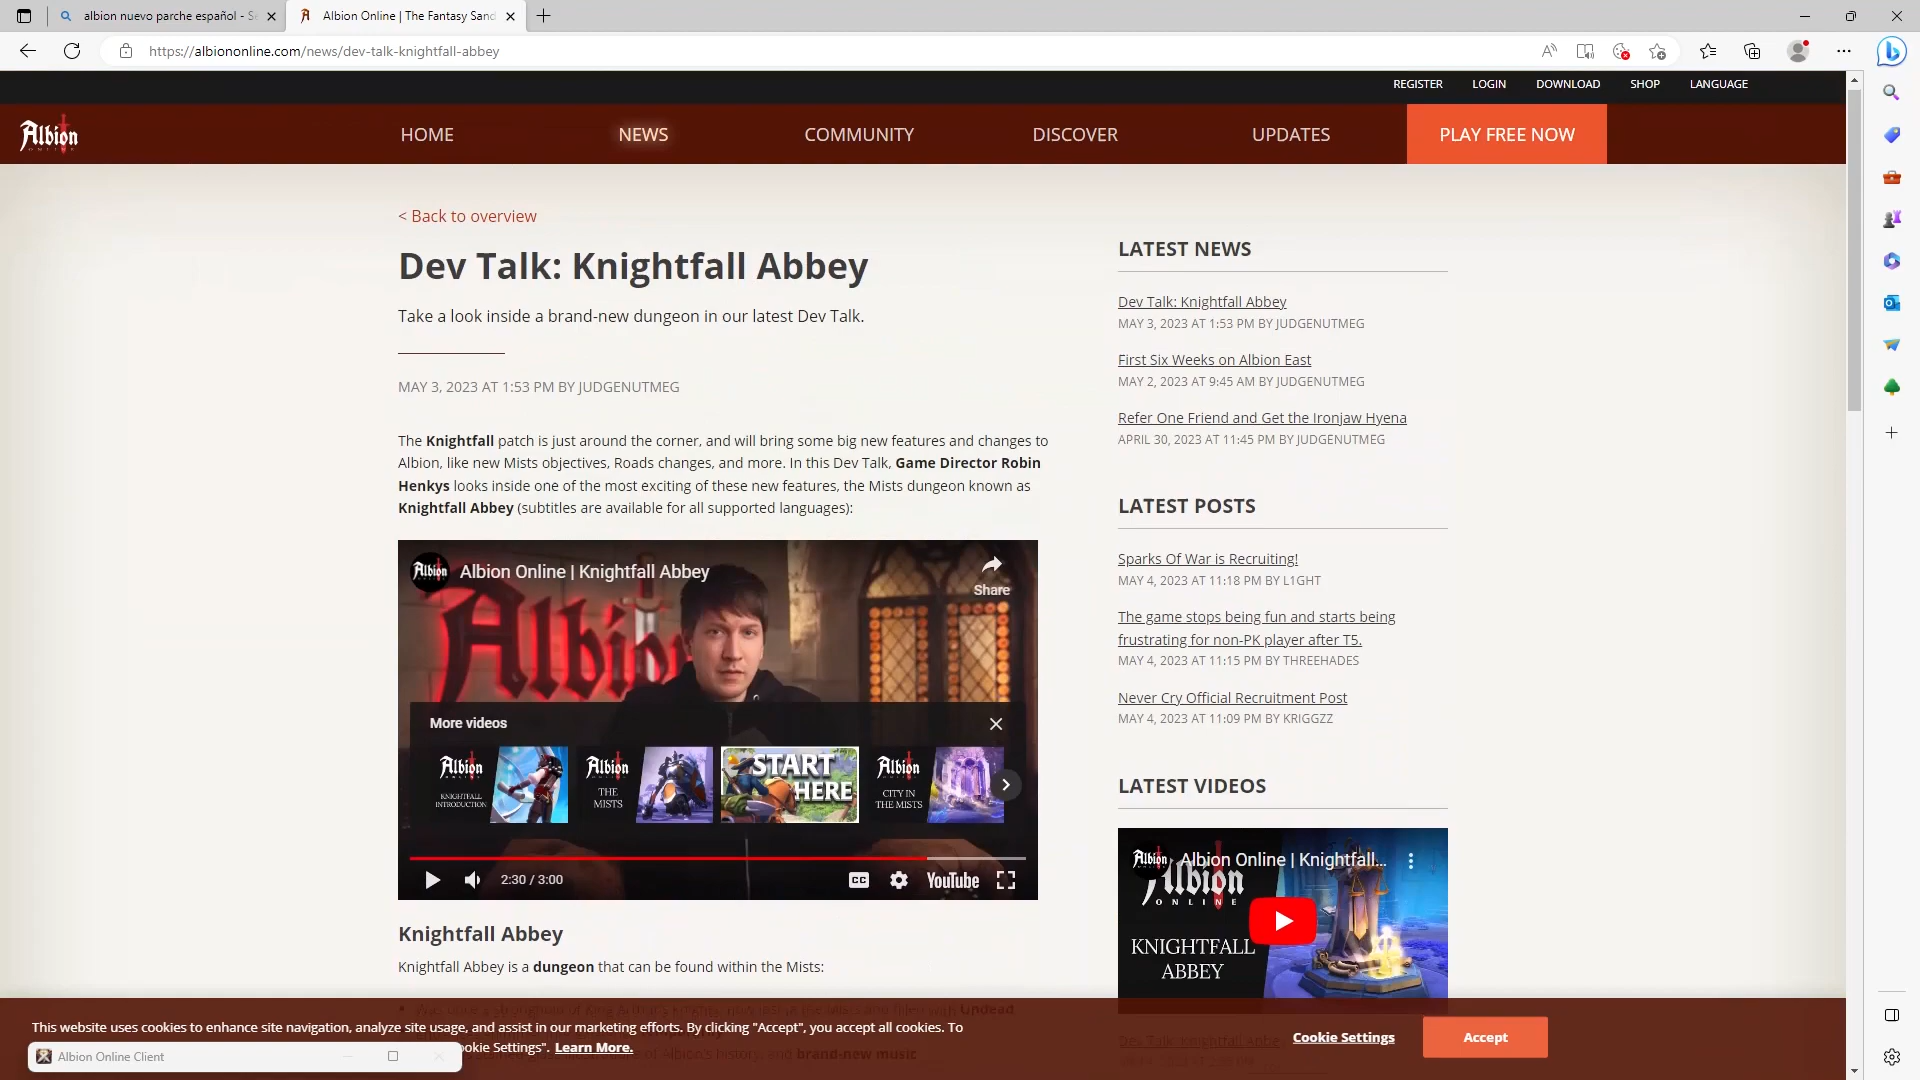 albion nuevo parche español - Se
Albion Online | The Fantasy Sand
https://albiononline.com/news/dev-talk-knightfall-abbey
REGISTER
LOGIN
DOWNLOAD
SHOP
LANGUAGE
Albion
ONLINE
HOME
NEWS
COMMUNITY
DISCOVER
UPDATES
PLAY FREE NOW
< Back to overview
Dev Talk: Knightfall Abbey
Take a look inside a brand-new dungeon in our latest Dev Talk.
MAY 3, 2023 AT 1:53 PM BY JUDGENUTMEG
The Knightfall patch is just around the corner, and will bring some big new features and changes to
Albion, like new Mists objectives, Roads changes, and more. In this Dev Talk, Game Director Robin
Henkys looks inside one of the most exciting of these new features, the Mists dungeon known as
Knightfall Abbey (subtitles are available for all supported languages):
Albion
Albion Online | Knightfall Abbey
Share
Albion
More videos
Albion
ONLINE
KNIGHTFALL
INTRODUCTION
Albion
ONLINE
THE
MISTS
START
HERE
Albion
ONLINE
CITY IN
THE MISTS
2:30 / 3:00
CC
YouTube
Knightfall Abbey
Knightfall Abbey is a dungeon that can be found within the Mists:
Undead
of Albion's history, and brand-new music
LATEST NEWS
Dev Talk: Knightfall Abbey
MAY 3, 2023 AT 1:53 PM BY JUDGENUTMEG
First Six Weeks on Albion East
MAY 2, 2023 AT 9:45 AM BY JUDGENUTMEG
Refer One Friend and Get the Ironjaw Hyena
APRIL 30, 2023 AT 11:45 PM BY JUDGENUTMEG
LATEST POSTS
Sparks Of War is Recruiting!
MAY 4, 2023 AT 11:18 PM BY L1GHT
The game stops being fun and starts being
frustrating for non-PK player after T5.
MAY 4, 2023 AT 11:15 PM BY THREEHADES
Never Cry Official Recruitment Post
MAY 4, 2023 AT 11:09 PM BY KRIGGZZ
LATEST VIDEOS
Albion
Albion Online | Knightfall...
Albion
ONLINE
KNIGHTFALL
ABBEY
Dev Talk: Knightfall Abbey
This website uses cookies to enhance site navigation, analyze site usage, and assist in our marketing efforts. By clicking "Accept", you accept all cookies. To
ookie Settings". Learn More.
Cookie Settings
Accept
Albion Online Client